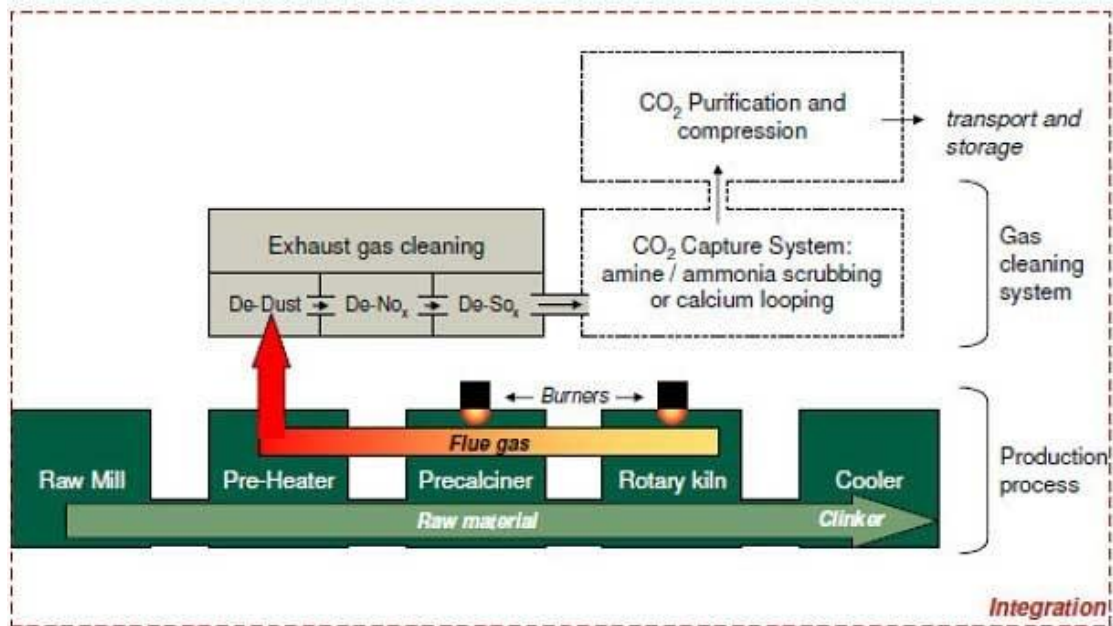 CO₂ Purification and
compression
transport and
storage
Exhaust gas cleaning
De-Dust
De-Noₓ
De-Soₓ
CO₂ Capture System:
amine / ammonia scrubbing
or calcium looping
Gas
cleaning
system
Burners
Flue gas
Raw Mill
Pre-Heater
Precalciner
Rotary kiln
Cooler
Raw material
Clinker
Production
process
Integration